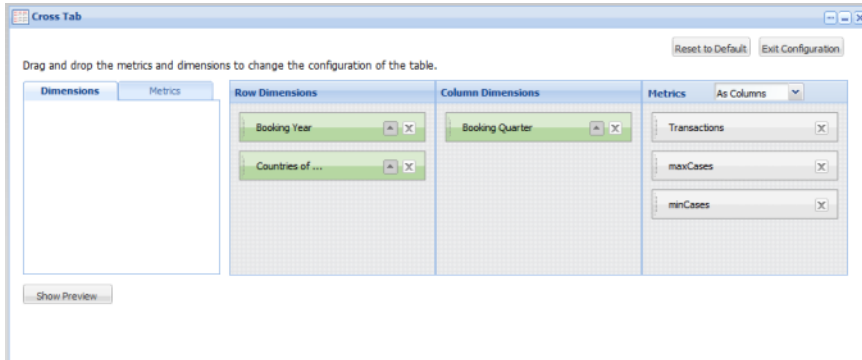 Cross Tab
Reset to Default Exit Configuration
Drag and drop the metrics and dimensions to change the configuration of the table.
Dimensions Metrics Row Dimensions Column Dimensions Metrics As Columns
Booking Year Booking Quarter Transactions
Countries of ... maxCases
minCases
Show Preview